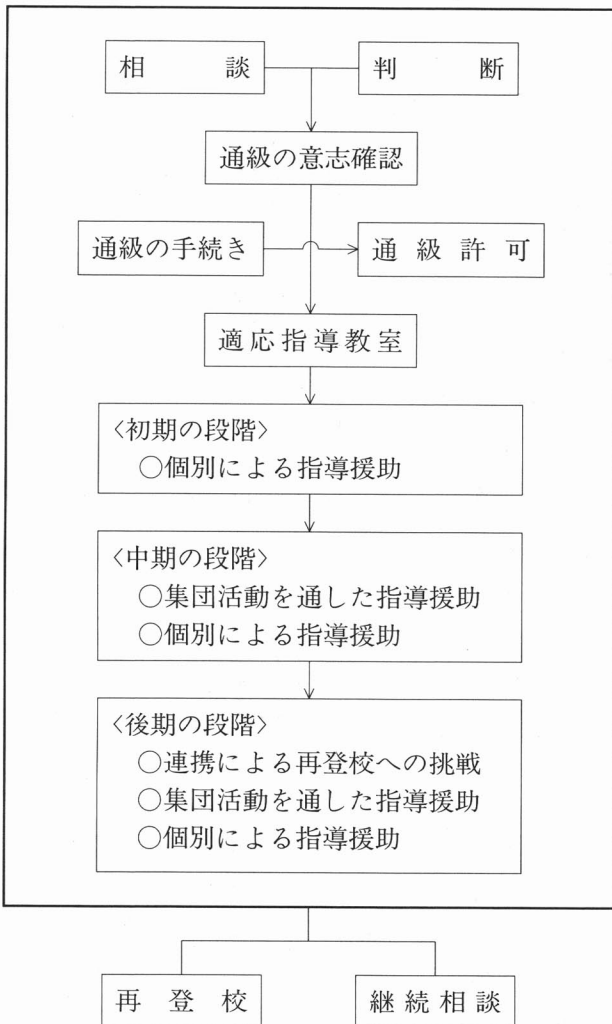 相談
判断
通級の意志確認
通級の手続き
通級許可
適応指導教室
〈初期の段階〉
○個別による指導援助
〈中期の段階〉
○集団活動を通した指導援助
○個別による指導援助
〈後期の段階〉
○連携による再登校への挑戦
○集団活動を通した指導援助
○個別による指導援助
再登校
継続相談